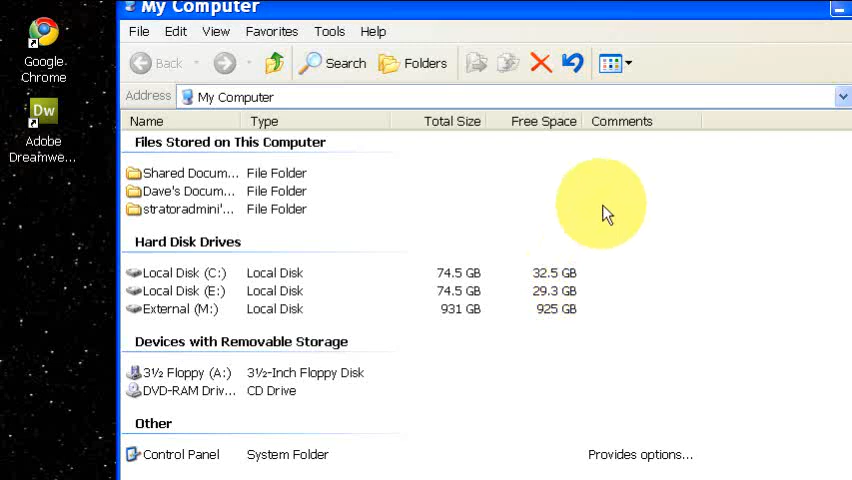 My Computer
File Edit View Favorites Tools Help
Google Chrome
Back Search Folders
Address My Computer
Dw
Adobe Dreamwe...
Name Type Total Size Free Space Comments
Files Stored on This Computer
Shared Docum... File Folder
Dave's Docum... File Folder
stratoradmini'... File Folder
Hard Disk Drives
Local Disk (C:) Local Disk 74.5 GB 32.5 GB
Local Disk (E:) Local Disk 74.5 GB 29.3 GB
External (M:) Local Disk 931 GB 925 GB
Devices with Removable Storage
3½ Floppy (A:) 3½-Inch Floppy Disk
DVD-RAM Driv... CD Drive
Other
Control Panel System Folder Provides options...